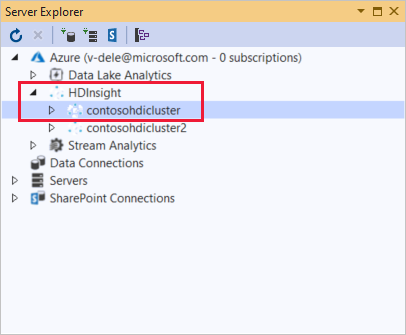 Server Explorer
Azure (v-dele@microsoft.com - 0 subscriptions)
Data Lake Analytics
HDInsight
contosohdicluster
contosohdicluster2
Stream Analytics
Data Connections
Servers
SharePoint Connections